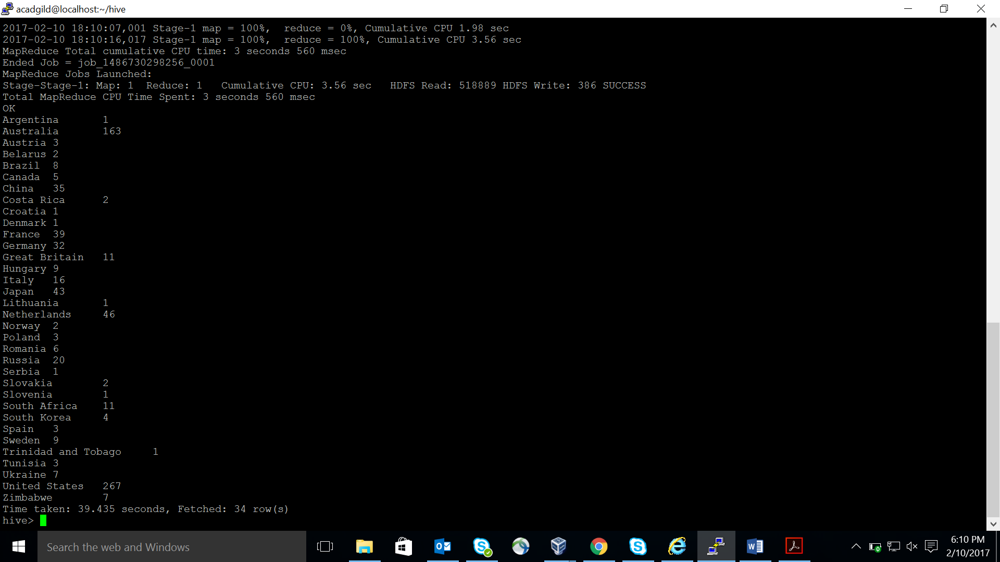 acadgild@localhost:~/hive
2017-02-10 18:10:07,001 Stage-1 map = 100%,  reduce = 0%, Cumulative CPU 1.98 sec
2017-02-10 18:10:16,017 Stage-1 map = 100%,  reduce = 100%, Cumulative CPU 3.56 sec
MapReduce Total cumulative CPU time: 3 seconds 560 msec
Ended Job = job_1486730298256_0001
MapReduce Jobs Launched:
Stage-Stage-1: Map: 1  Reduce: 1   Cumulative CPU: 3.56 sec   HDFS Read: 518889 HDFS Write: 386 SUCCESS
Total MapReduce CPU Time Spent: 3 seconds 560 msec
OK
Argentina       1
Australia       163
Austria 3
Belarus 2
Brazil  8
Canada  5
China   35
Costa Rica      2
Croatia 1
Denmark 1
France  39
Germany 32
Great Britain   11
Hungary 9
Italy   16
Japan   43
Lithuania       1
Netherlands     46
Norway  2
Poland  3
Romania 6
Russia  20
Serbia  1
Slovakia        2
Slovenia        1
South Africa    11
South Korea     4
Spain   3
Sweden  9
Trinidad and Tobago     1
Tunisia 3
Ukraine 7
United States   267
Zimbabwe        7
Time taken: 39.435 seconds, Fetched: 34 row(s)
hive>
Search the web and Windows
6:10 PM
2/10/2017